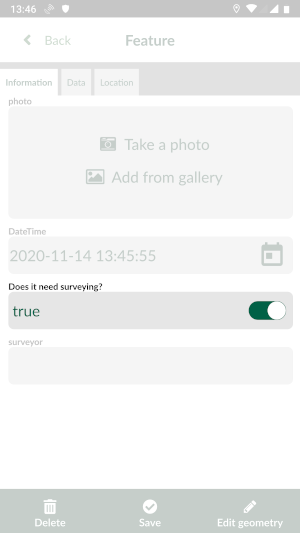 13:46
Back
Feature
Information
Data
Location
photo
Take a photo
Add from gallery
DateTime
2020-11-14 13:45:55
Does it need surveying?
true
surveyor
Delete
Save
Edit geometry